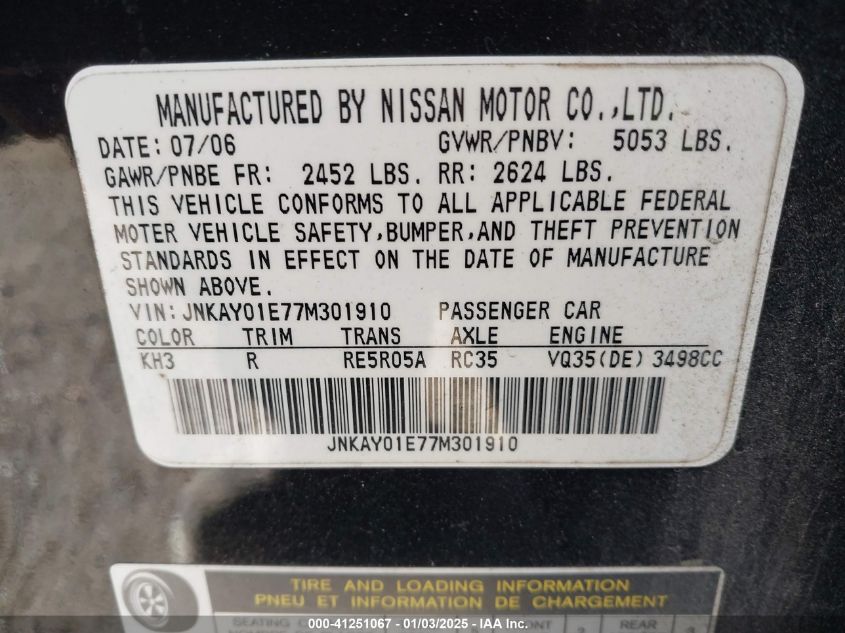 MANUFACTURED BY NISSAN MOTOR CO.,LTD.
DATE: 07/06 GVWR/PNBV: 5053 LBS.
GAWR/PNBE FR: 2452 LBS. RR: 2624 LBS.
THIS VEHICLE CONFORMS TO ALL APPLICABLE FEDERAL
MOTER VEHICLE SAFETY,BUMPER,AND THEFT PREVENTION
STANDARDS IN EFFECT ON THE DATE OF MANUFACTURE
SHOWN ABOVE.
VIN: JNKAY01E77M301910 PASSENGER CAR
COLOR TRIM TRANS AXLE ENGINE
KH3 R RE5R05A RC35 VQ35(DE) 3498CC
JNKAY01E77M301910
TIRE AND LOADING INFORMATION
PNEU ET INFORMATION DE CHARGEMENT
SEATING REAR
000-41251067 - 01/03/2025 - IAA Inc.